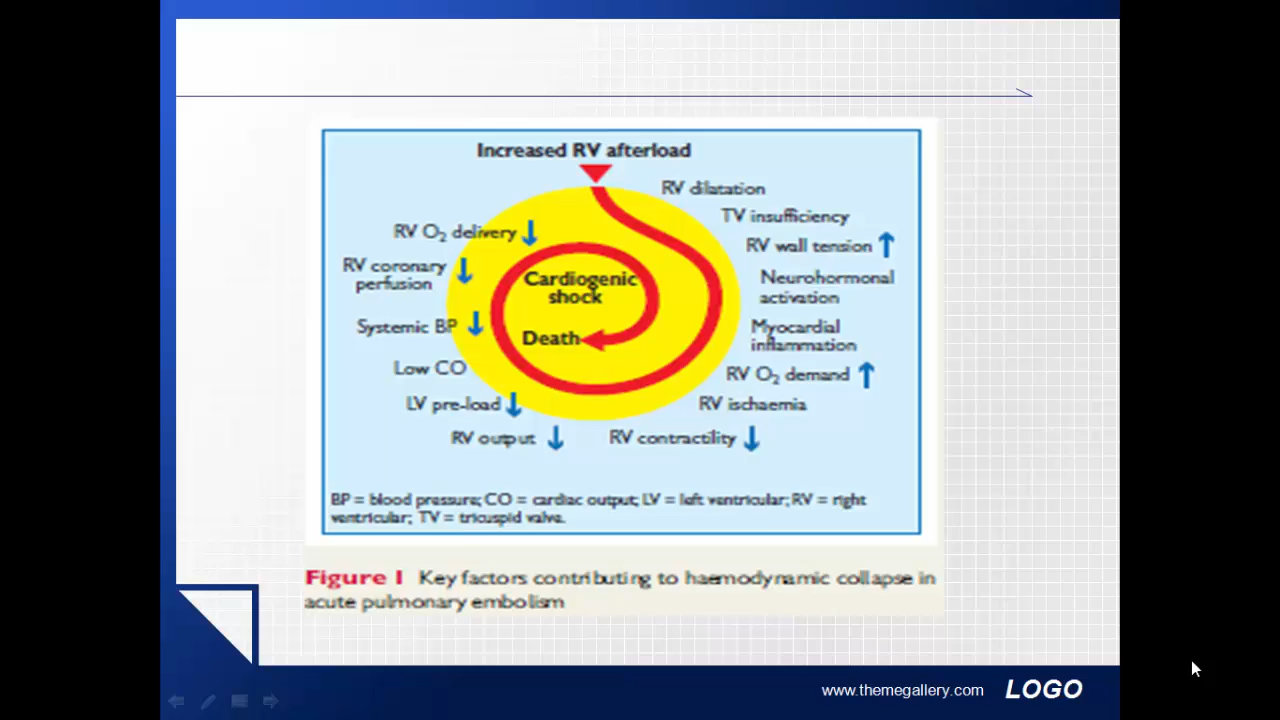 Increased RV afterload
RV dilatation
TV insufficiency
RV wall tension
Neurohormonal
activation
Myocardial
inflammation
RV O₂ demand
RV ischaemia
RV contractility
RV output
LV pre-load
Low CO
Systemic BP
RV coronary
perfusion
RV O₂ delivery
Cardiogenic
shock
Death
BP = blood pressure; CO = cardiac output; LV = left ventricular; RV = right
ventricular; TV = tricuspid valve.
Figure 1 Key factors contributing to haemodynamic collapse in
acute pulmonary embolism
www.themegallery.com
LOGO